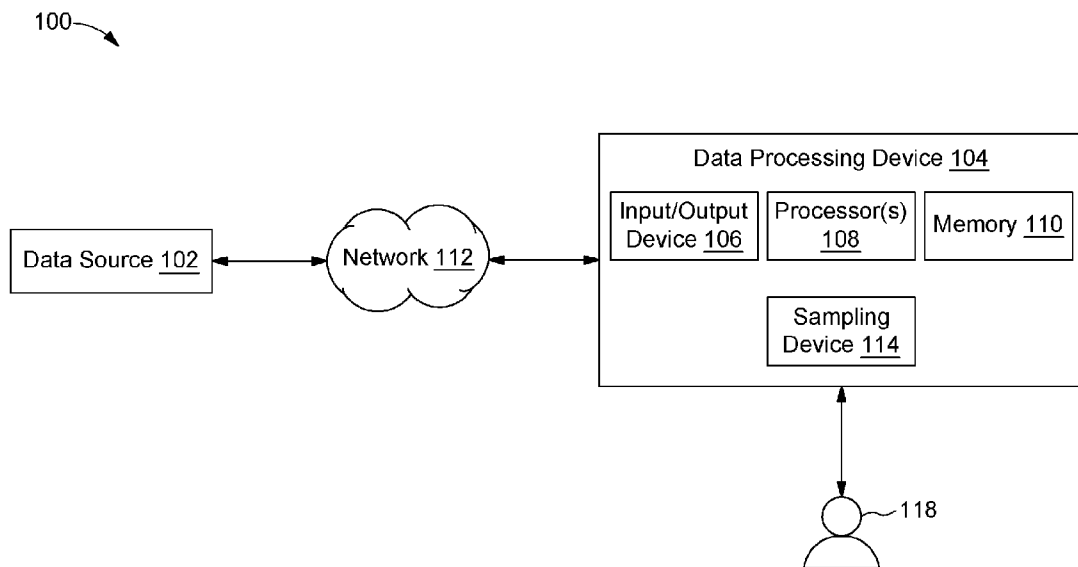 100
Data Processing Device 104
Input/Output
Device 106
Processor(s)
108
Memory 110
Data Source 102
Network 112
Sampling
Device 114
118